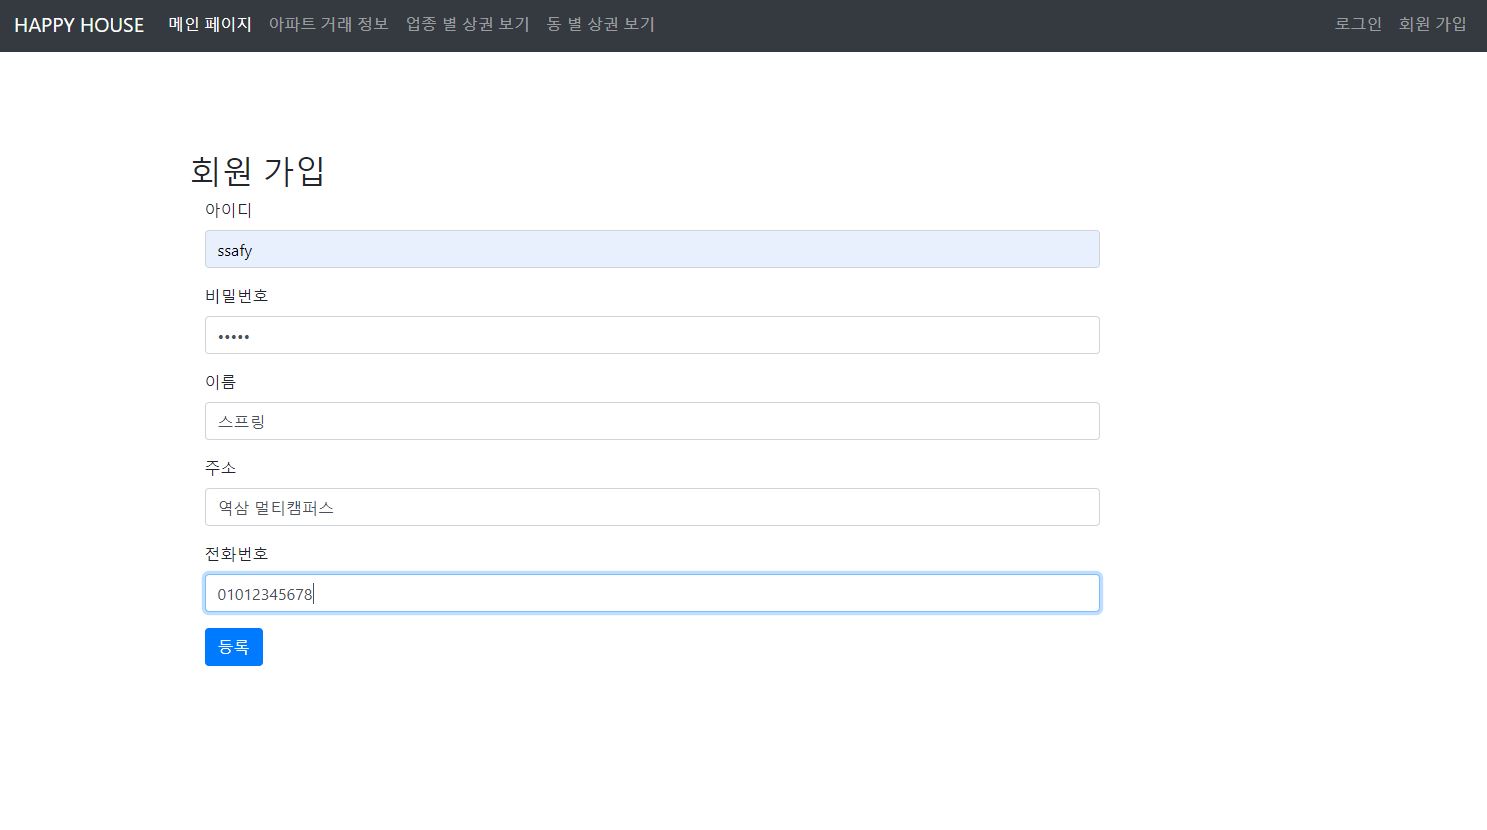 HAPPY HOUSE 메인 페이지 아파트 거래 정보 업종 별 상권 보기 동 별 상권 보기 로그인 회원 가입
회원 가입
아이디
ssafy
비밀번호
•••••
이름
스프링
주소
역삼 멀티캠퍼스
전화번호
01012345678
등록